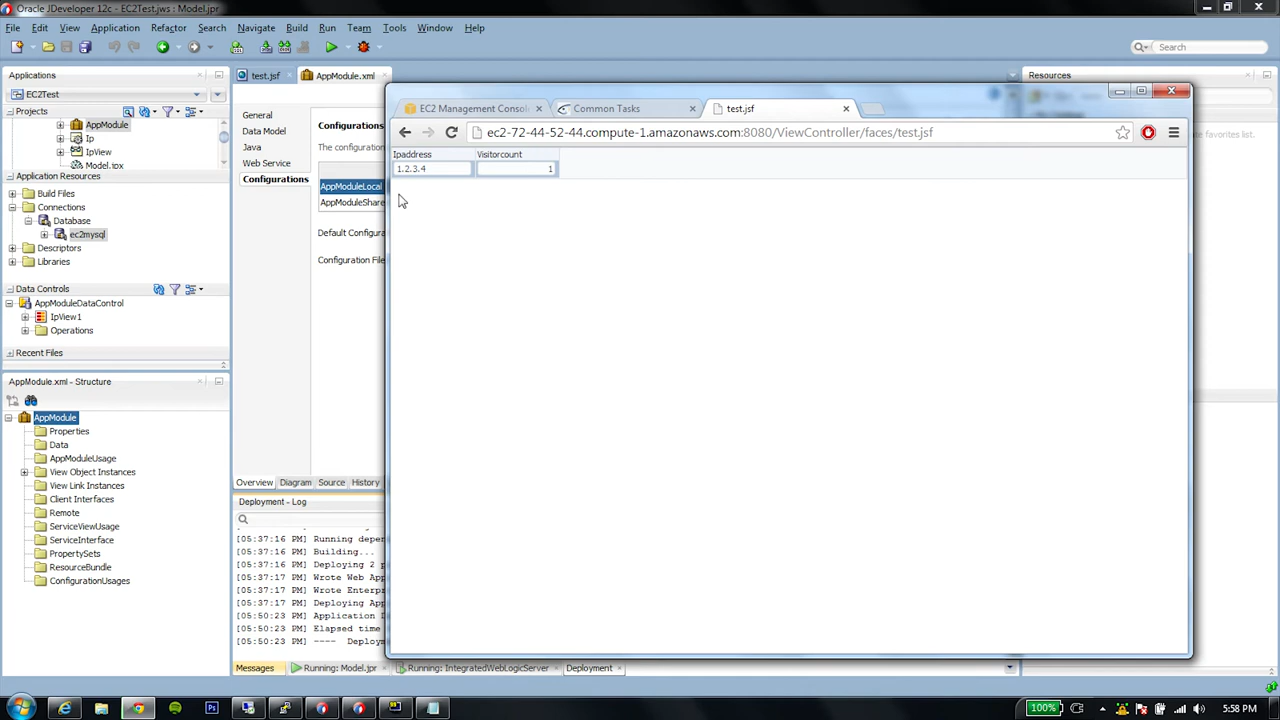 Oracle JDeveloper 12c - EC2Test.jws : Model.jpr
File Edit View Application Refactor Search Navigate Build Run Team Tools Window Help
Search
Applications
EC2Test
Projects
AppModule
Ip
IpView
Model.jpx
Application Resources
Build Files
Connections
Database
ec2mysql
Descriptors
Libraries
Data Controls
AppModuleDataControl
IpView1
Operations
Recent Files
AppModule.xml - Structure
AppModule
Properties
Data
AppModuleUsage
View Object Instances
View Link Instances
Client Interfaces
Remote
ServiceViewUsage
ServiceInterface
PropertySets
ResourceBundle
ConfigurationUsages
test.jsf AppModule.xml
General
Data Model
Java
Web Service
Configurations
Configurations
The configuration
AppModuleLocal
AppModuleShare
Default Configura
Configuration File
Overview Diagram Source History
Deployment - Log
[05:37:16 PM] Running depen
[05:37:16 PM] Building...
[05:37:16 PM] Deploying 2 p
[05:37:17 PM] Wrote Web App
[05:37:17 PM] Wrote Enterpr
[05:37:17 PM] Deploying App
[05:50:23 PM] Application D
[05:50:23 PM] Elapsed time
[05:50:23 PM] ---- Deploym
Messages Running: Model.jpr Running: IntegratedWebLogicServer Deployment
Resources
favorites list.
EC2 Management Consol Common Tasks test.jsf
ec2-72-44-52-44.compute-1.amazonaws.com:8080/ViewController/faces/test.jsf
Ipaddress Visitorcount
1.2.3.4 1
100% 5:58 PM